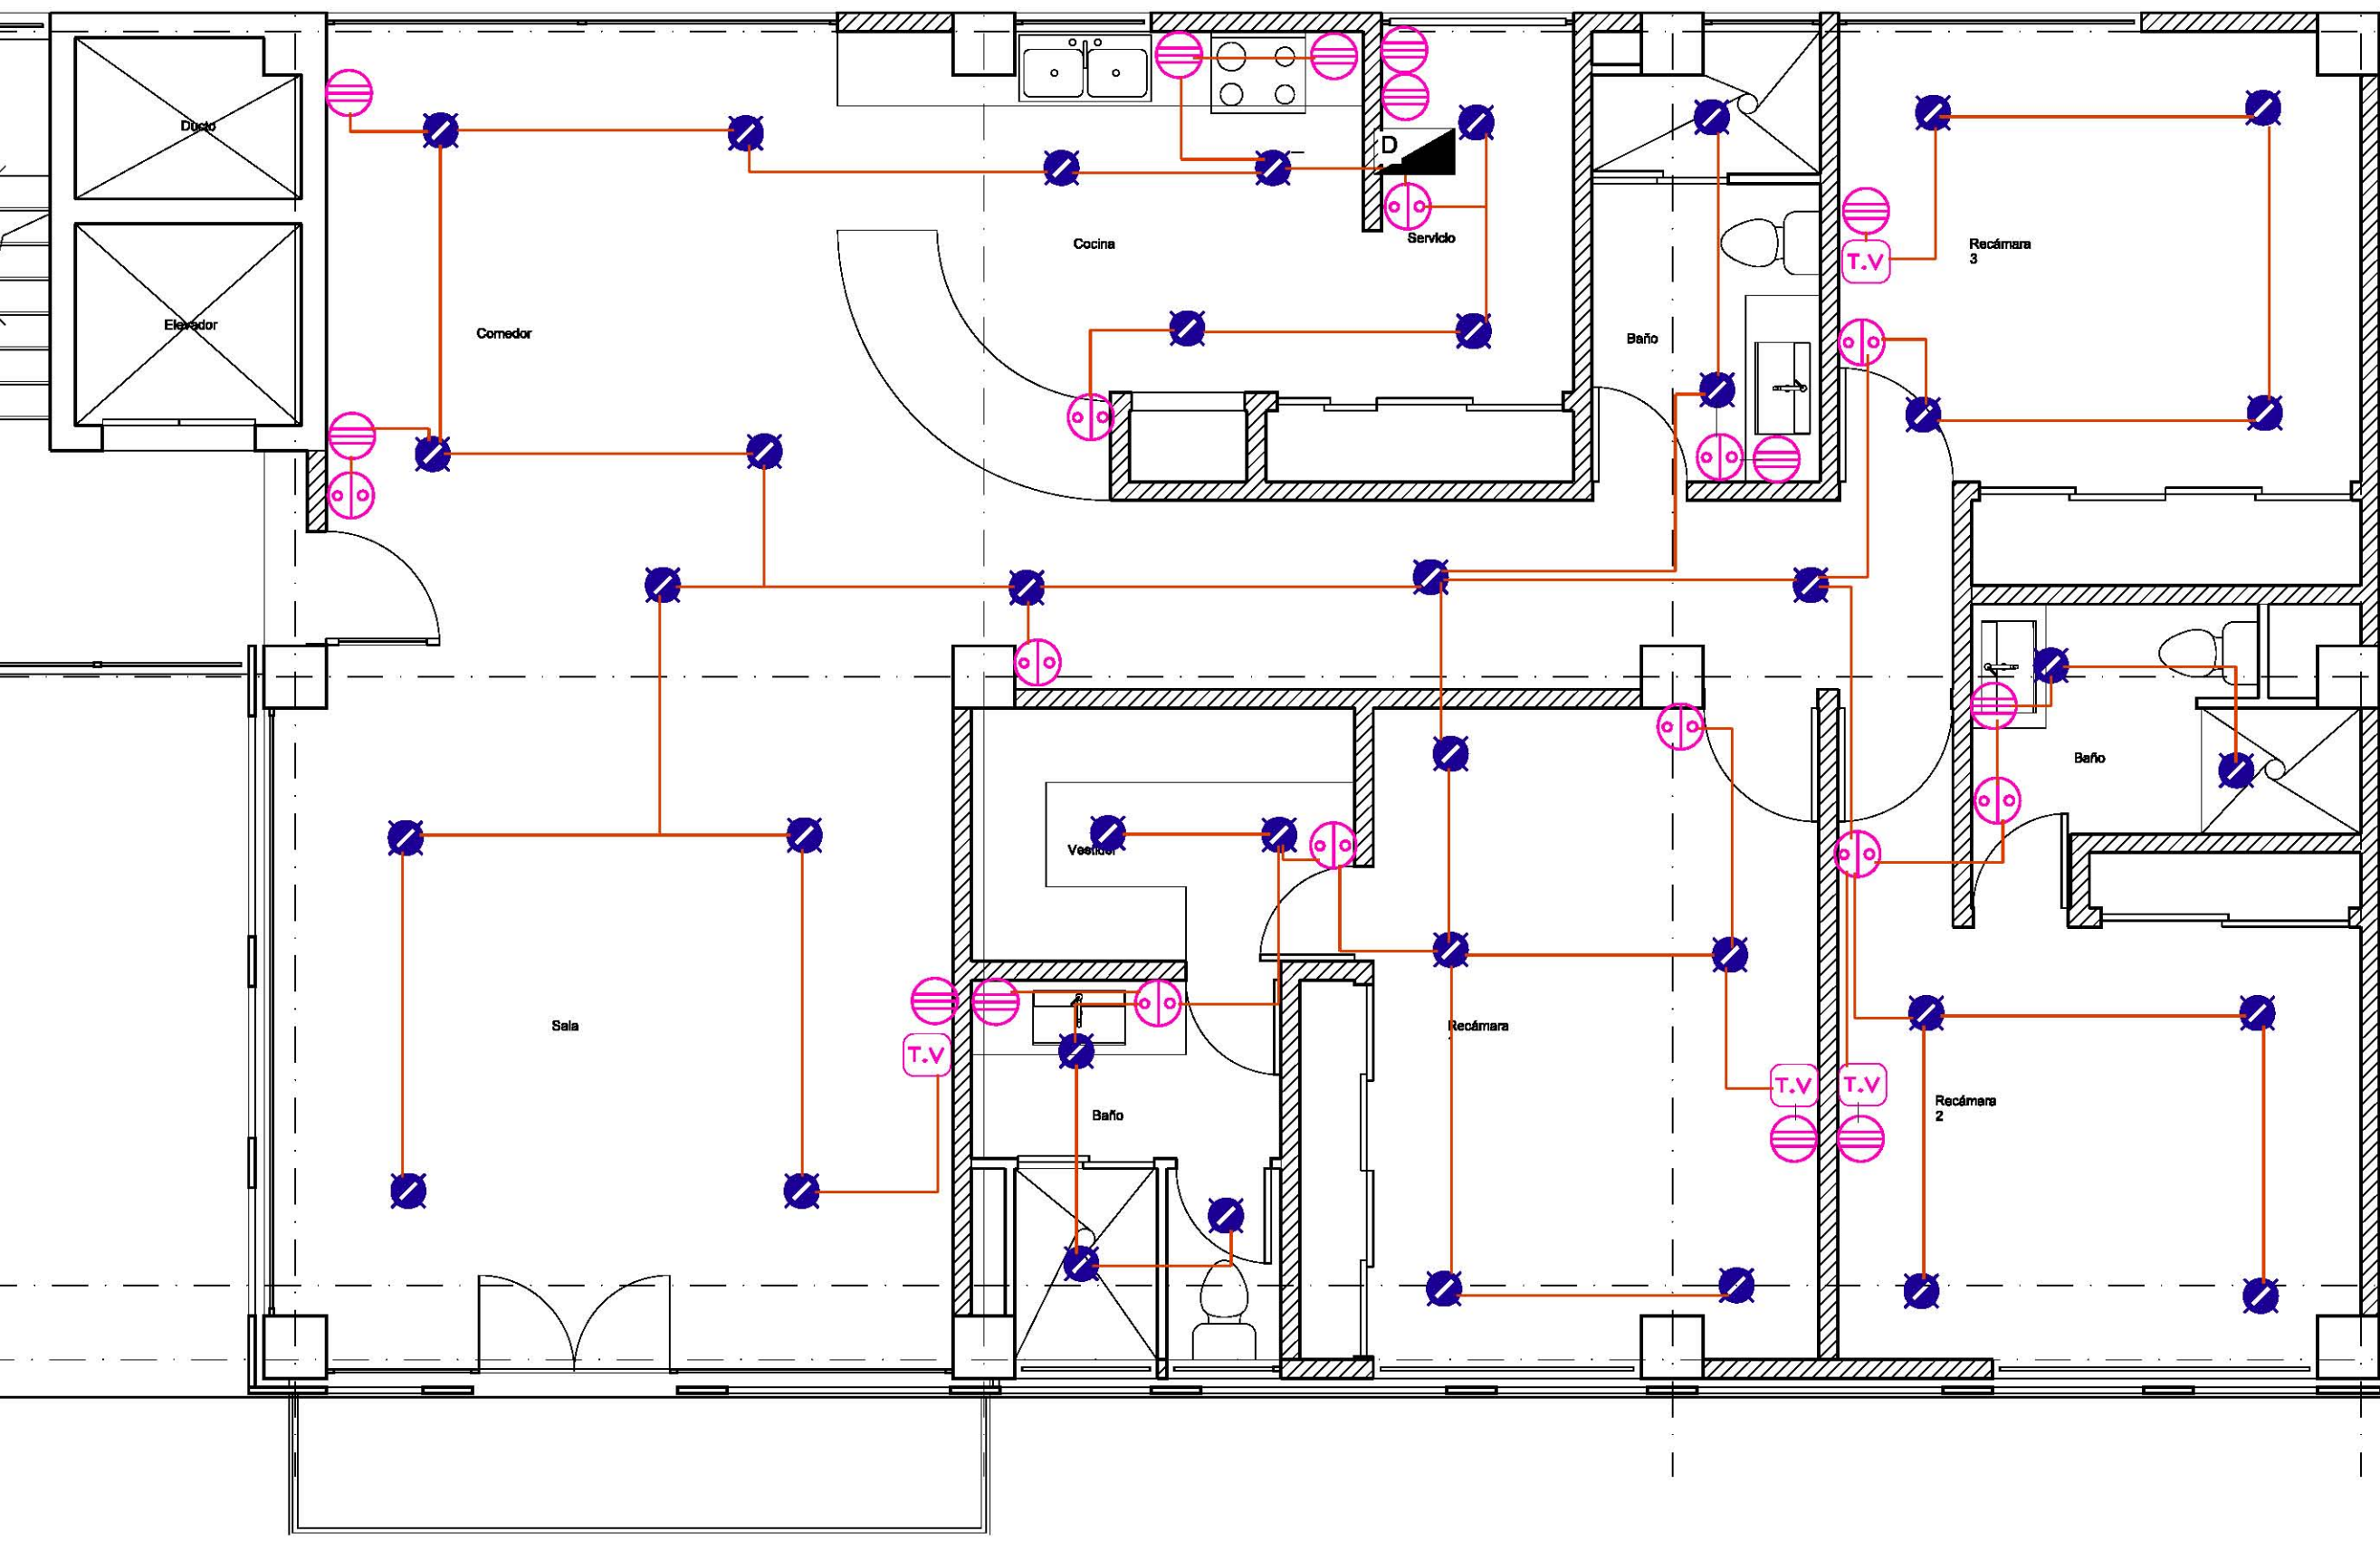 D
Ducto
Cocina
Servicio
Recámara
3
T.V
Elevador
Comedor
Baño
Baño
Vestidor
Sala
Recámara
T.V
T.V
T.V
Recámara
2
Baño